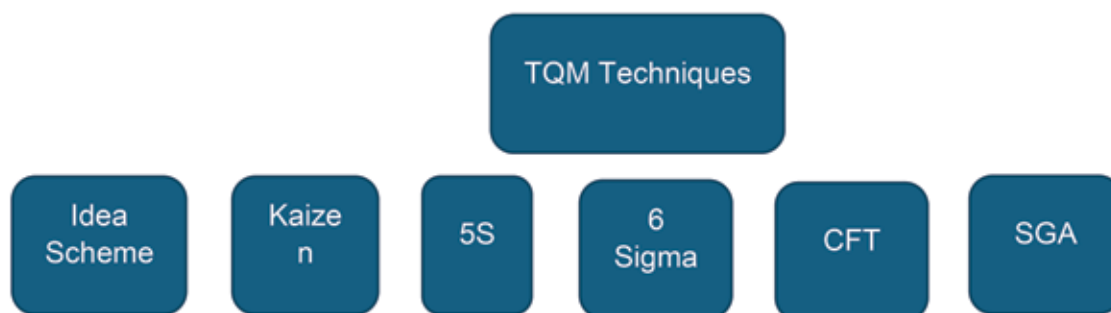 TQM Techniques
Idea
Scheme
Kaize
n
5S
6
Sigma
CFT
SGA